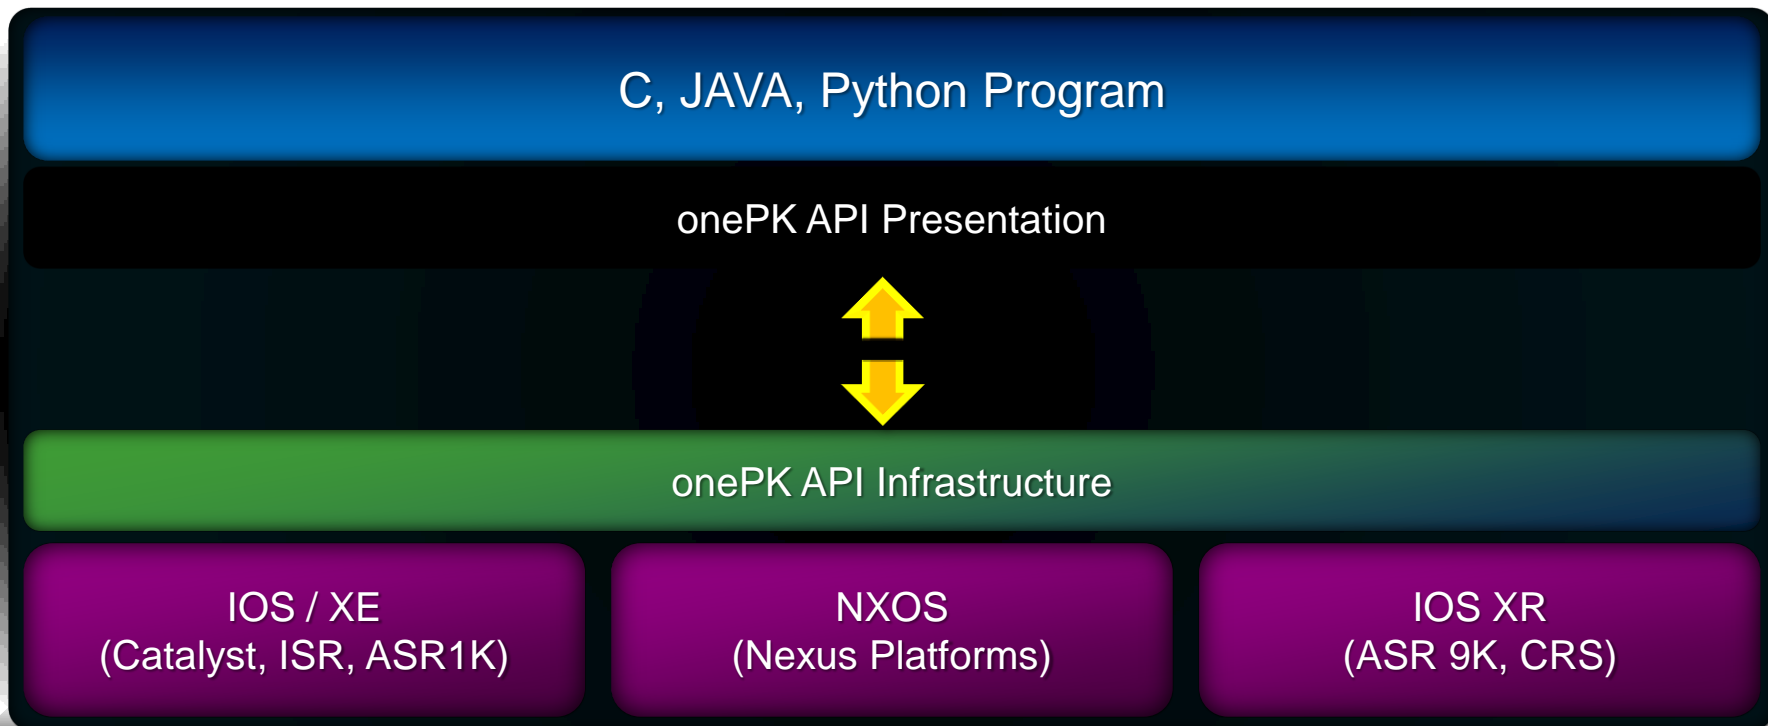 C, JAVA, Python Program
onePK API Presentation
onePK API Infrastructure
IOS / XE
(Catalyst, ISR, ASR1K)
NXOS
(Nexus Platforms)
IOS XR
(ASR 9K, CRS)